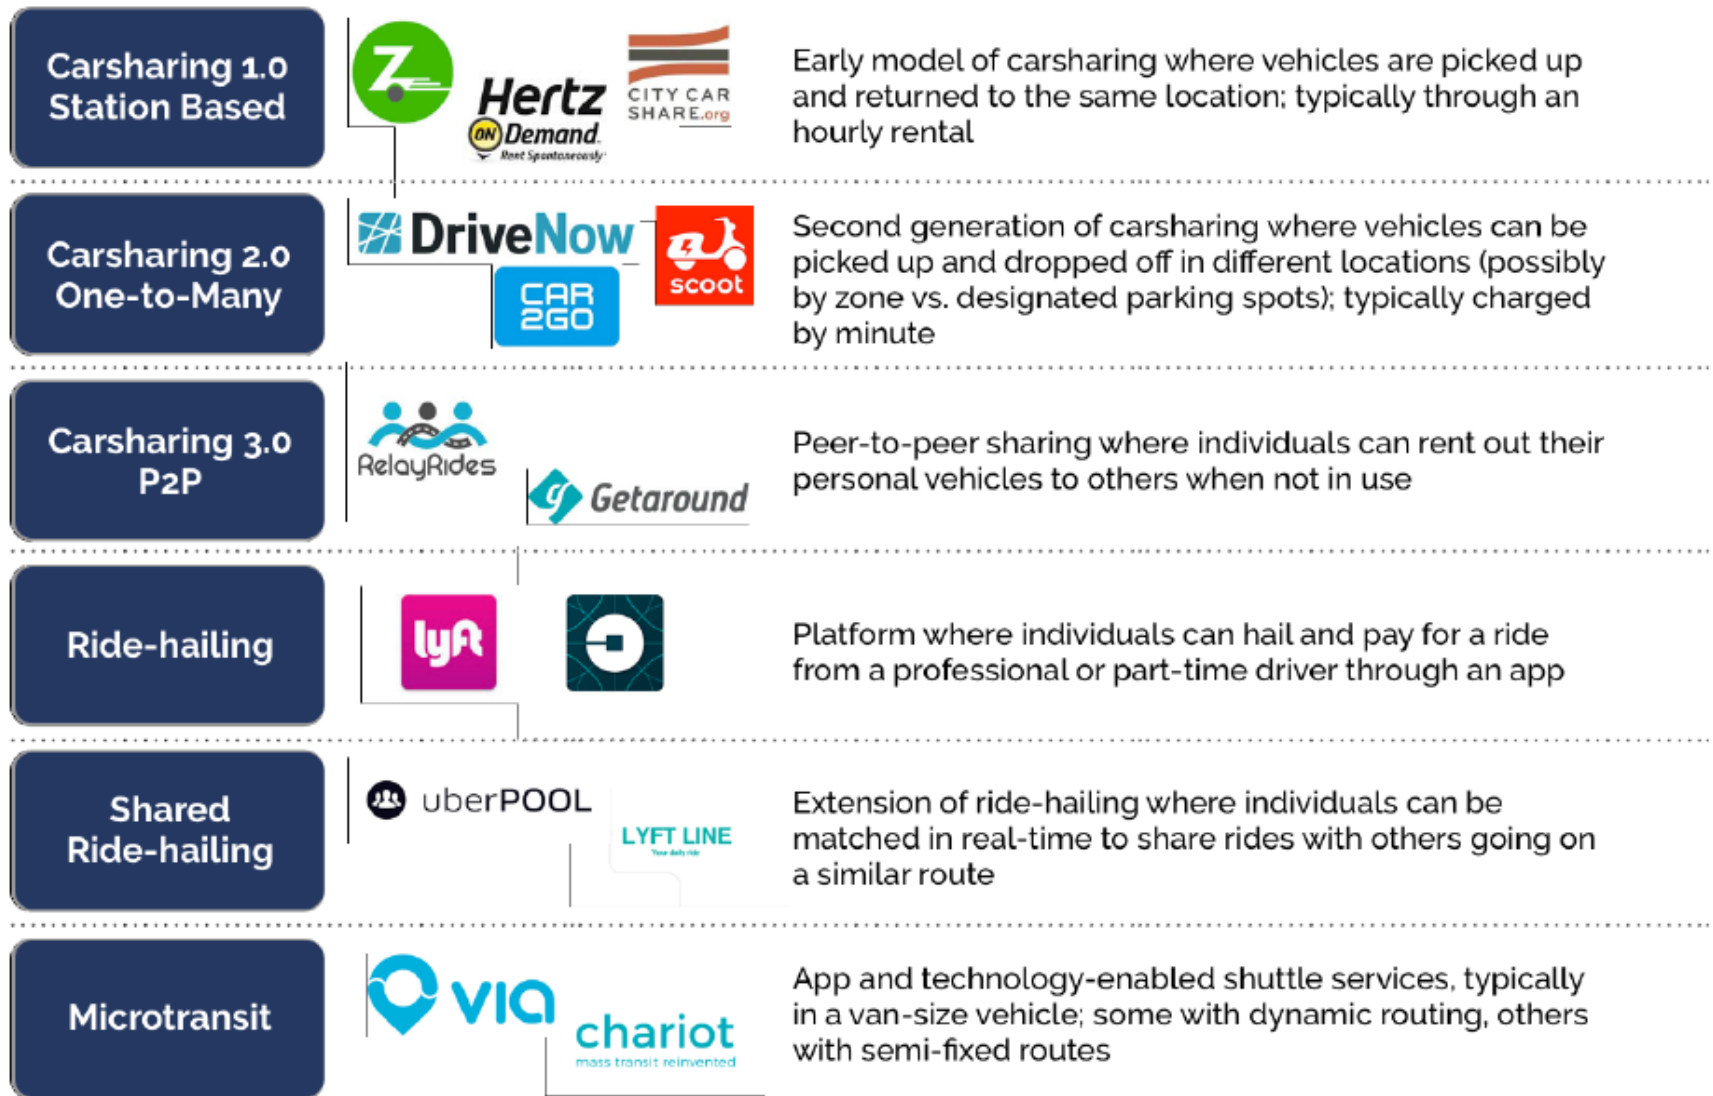 Carsharing 1.0
Station Based
Z
Hertz
ON Demand
Rent Spontaneously
CITY CAR
SHARE.org
Early model of carsharing where vehicles are picked up
and returned to the same location; typically through an
hourly rental
Carsharing 2.0
One-to-Many
DriveNow
CAR
2GO
scoot
Second generation of carsharing where vehicles can be
picked up and dropped off in different locations (possibly
by zone vs. designated parking spots); typically charged
by minute
Carsharing 3.0
P2P
RelayRides
Getaround
Peer-to-peer sharing where individuals can rent out their
personal vehicles to others when not in use
Ride-hailing
lyft
Platform where individuals can hail and pay for a ride
from a professional or part-time driver through an app
Shared
Ride-hailing
uberPOOL
LYFT LINE
Your daily ride
Extension of ride-hailing where individuals can be
matched in real-time to share rides with others going on
a similar route
Microtransit
via
chariot
mass transit reinvented
App and technology-enabled shuttle services, typically
in a van-size vehicle; some with dynamic routing, others
with semi-fixed routes